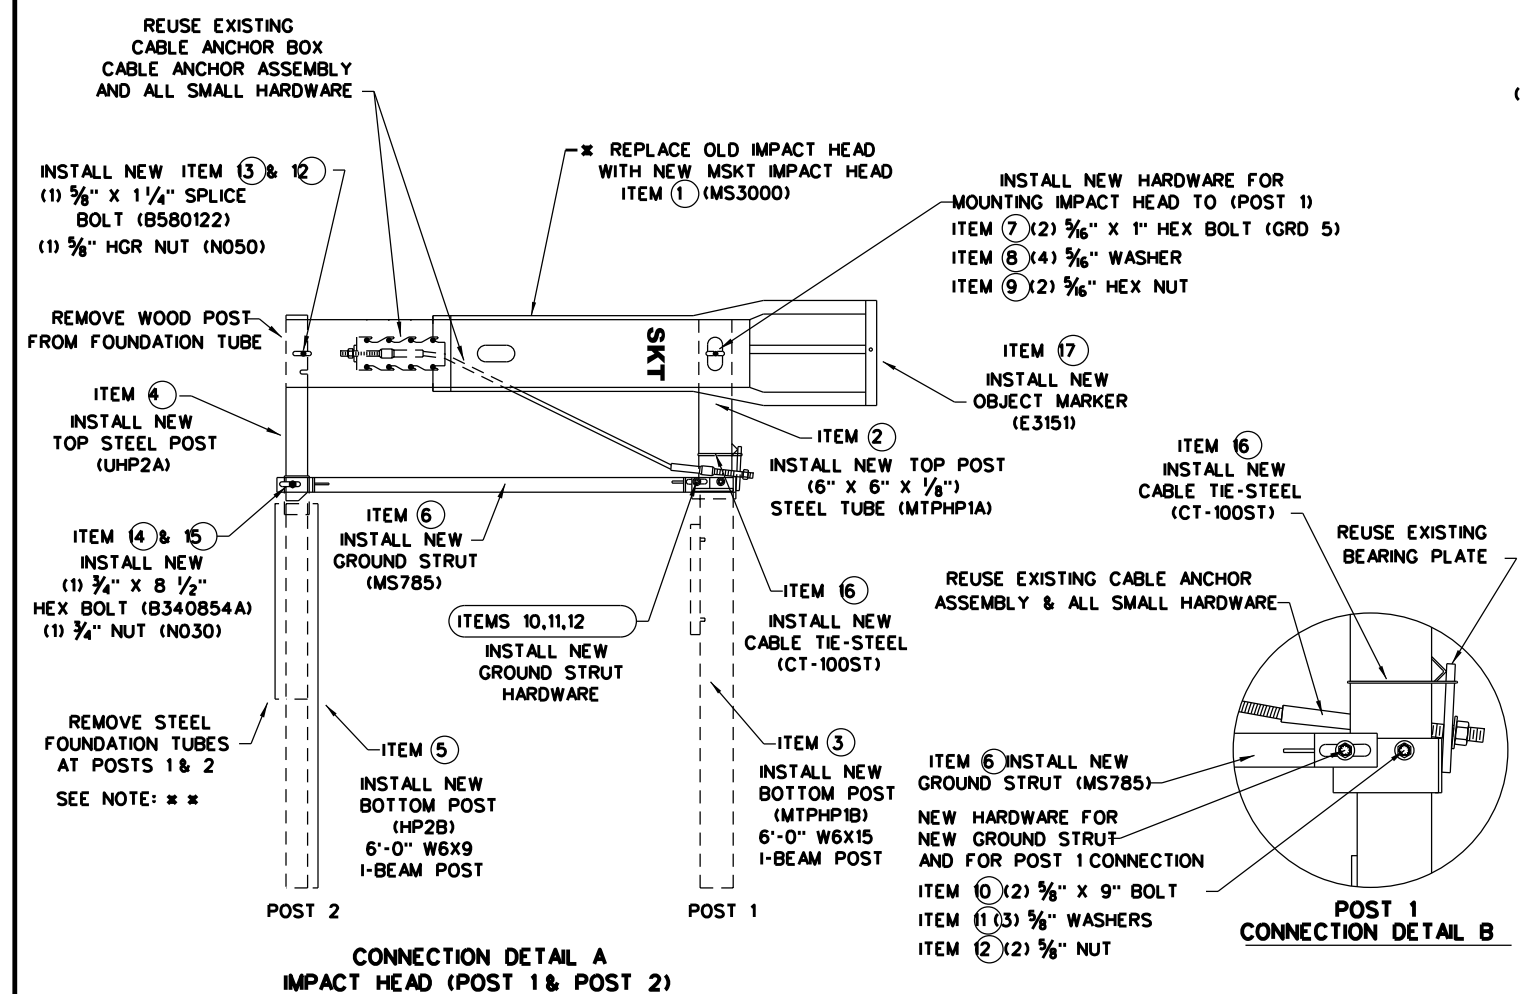 REUSE EXISTING
CABLE ANCHOR BOX
CABLE ANCHOR ASSEMBLY
AND ALL SMALL HARDWARE
INSTALL NEW ITEM 13 & 12
(1) 5/8" X 1 1/4" SPLICE
BOLT (B580122)
(1) 5/8" HGR NUT (N050)
* REPLACE OLD IMPACT HEAD
WITH NEW MSKT IMPACT HEAD
ITEM 1 (MS3000)
INSTALL NEW HARDWARE FOR
MOUNTING IMPACT HEAD TO (POST 1)
ITEM 7 (2) 5/16" X 1" HEX BOLT (GRD 5)
ITEM 8 (4) 5/16" WASHER
ITEM 9 (2) 5/16" HEX NUT
REMOVE WOOD POST
FROM FOUNDATION TUBE
SKT
ITEM 17
INSTALL NEW
OBJECT MARKER
(E3151)
ITEM 4
INSTALL NEW
TOP STEEL POST
(UHP2A)
ITEM 2
INSTALL NEW TOP POST
(6" X 6" X 1/8")
STEEL TUBE (MTPHP1A)
ITEM 16
INSTALL NEW
CABLE TIE-STEEL
(CT-100ST)
ITEM 14 & 15
INSTALL NEW
(1) 3/4" X 8 1/2"
HEX BOLT (B340854A)
(1) 3/4" NUT (N030)
ITEM 6
INSTALL NEW
GROUND STRUT
(MS785)
ITEMS 10,11,12
INSTALL NEW
GROUND STRUT
HARDWARE
ITEM 16
INSTALL NEW
CABLE TIE-STEEL
(CT-100ST)
REUSE EXISTING
BEARING PLATE
REUSE EXISTING CABLE ANCHOR
ASSEMBLY & ALL SMALL HARDWARE
REMOVE STEEL
FOUNDATION TUBES
AT POSTS 1 & 2
SEE NOTE: * *
ITEM 5
INSTALL NEW
BOTTOM POST
(HP2B)
6'-0" W6X9
I-BEAM POST
ITEM 3
INSTALL NEW
BOTTOM POST
(MTPHP1B)
6'-0" W6X15
I-BEAM POST
ITEM 6 INSTALL NEW
GROUND STRUT (MS785)
NEW HARDWARE FOR
NEW GROUND STRUT
AND FOR POST 1 CONNECTION
ITEM 10 (2) 5/8" X 9" BOLT
ITEM 11 (3) 5/8" WASHERS
ITEM 12 (2) 5/8" NUT
POST 2
POST 1
POST 1
CONNECTION DETAIL B
CONNECTION DETAIL A
IMPACT HEAD (POST 1 & POST 2)